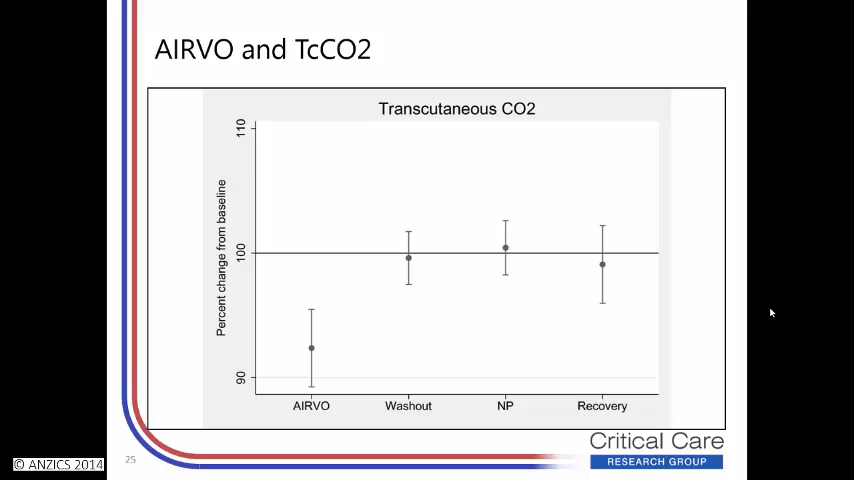 AIRVO and TcCO2
Transcutaneous CO2
Percent change from baseline
110
100
90
AIRVO Washout NP Recovery
Critical Care
RESEARCH GROUP
25
© ANZICS 2014